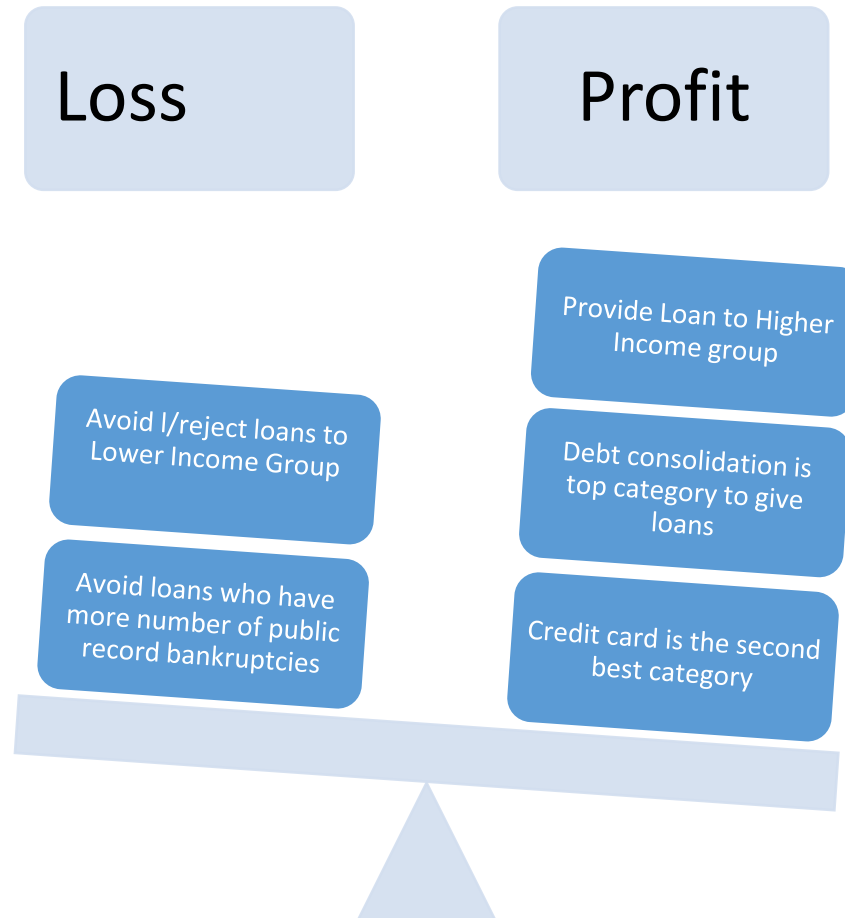 Loss
Profit
Avoid l/reject loans to
Lower Income Group
Avoid loans who have
more number of public
record bankruptcies
Provide Loan to Higher
Income group
Debt consolidation is
top category to give
loans
Credit card is the second
best category